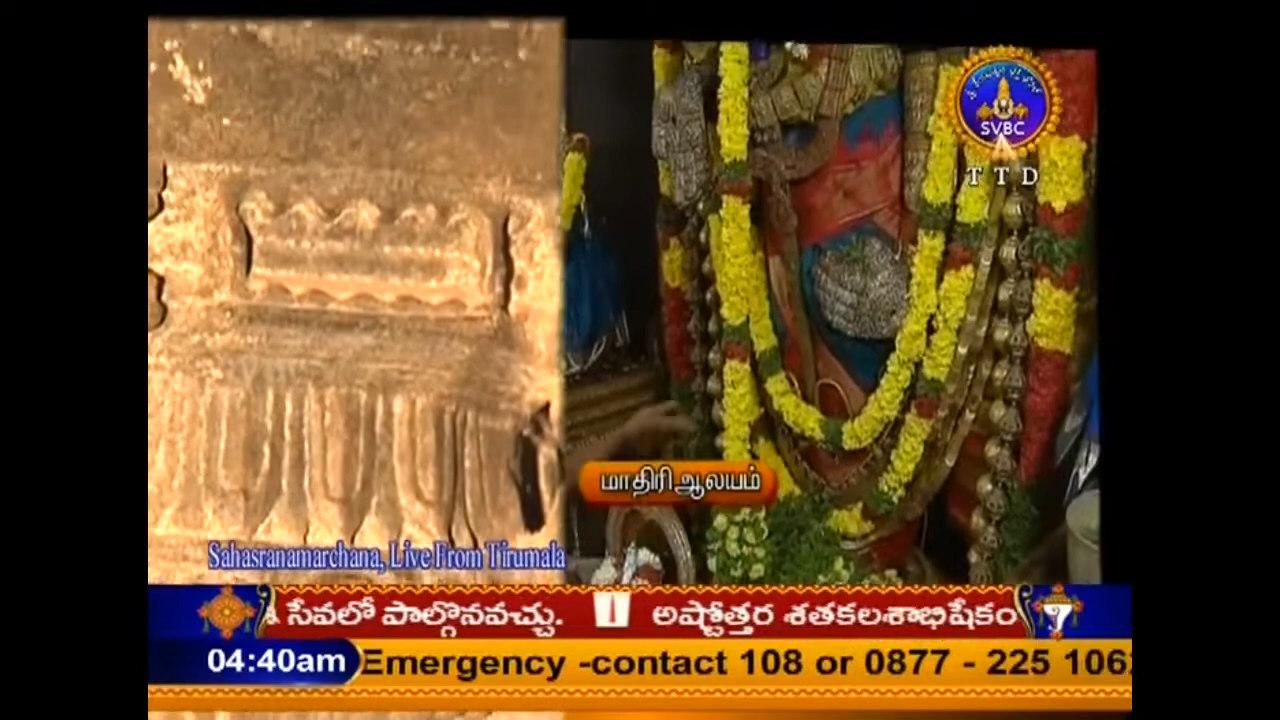 SVBC
T T D
மாதிரி ஆலயம்
Sahasranamarchana, Live From Tirumala
సేవలో పాల్గొనవచ్చు. అష్టోత్తర శతకలశాభిషేకం
04:40am Emergency -contact 108 or 0877 - 225 106